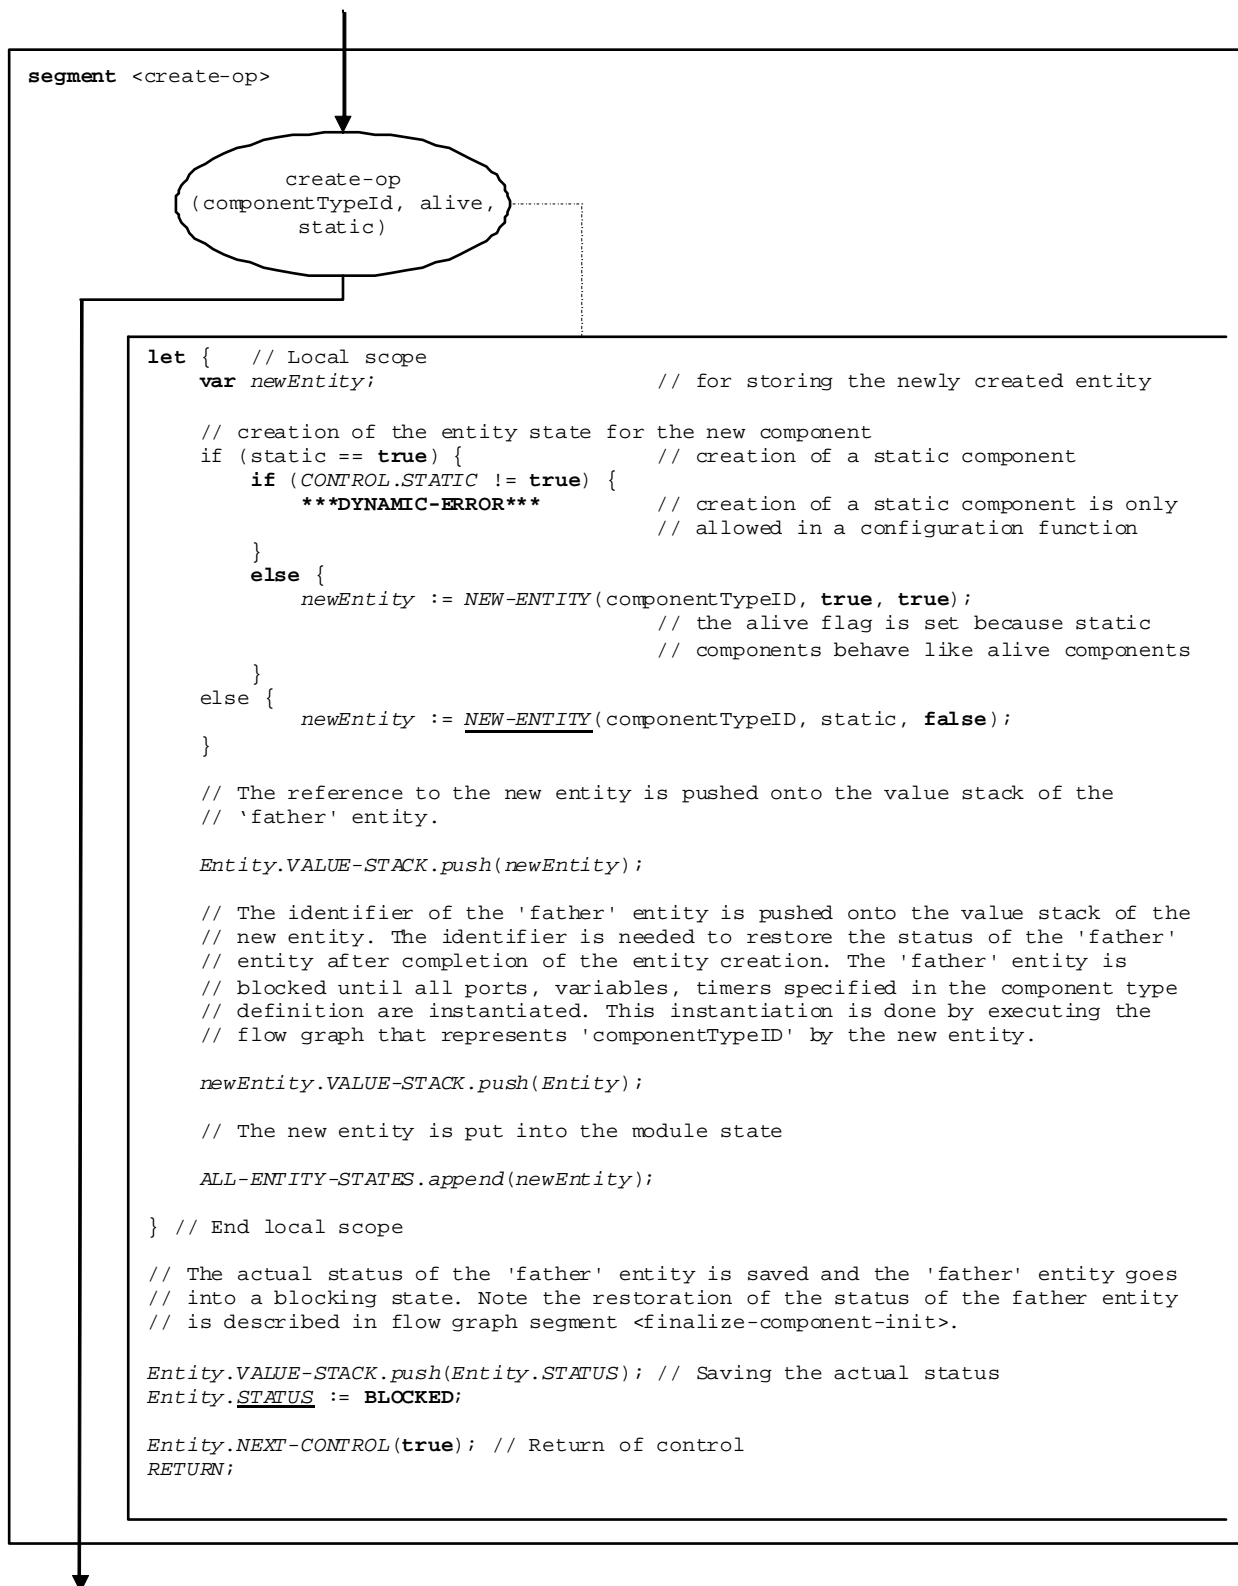 segment <create-op>
create-op
(componentTypeId, alive,
static)
let { // Local scope
var newEntity; // for storing the newly created entity
// creation of the entity state for the new component
if (static == true) { // creation of a static component
if (CONTROL.STATIC != true) {
***DYNAMIC-ERROR*** // creation of a static component is only
// allowed in a configuration function
}
else {
newEntity := NEW-ENTITY(componentTypeID, true, true);
// the alive flag is set because static
// components behave like alive components
}
else {
newEntity := NEW-ENTITY(componentTypeID, static, false);
}
// The reference to the new entity is pushed onto the value stack of the
// ‘father' entity.
Entity.VALUE-STACK.push(newEntity);
// The identifier of the 'father' entity is pushed onto the value stack of the
// new entity. The identifier is needed to restore the status of the 'father'
// entity after completion of the entity creation. The 'father' entity is
// blocked until all ports, variables, timers specified in the component type
// definition are instantiated. This instantiation is done by executing the
// flow graph that represents 'componentTypeID' by the new entity.
newEntity.VALUE-STACK.push(Entity);
// The new entity is put into the module state
ALL-ENTITY-STATES.append(newEntity);
} // End local scope
// The actual status of the 'father' entity is saved and the 'father' entity goes
// into a blocking state. Note the restoration of the status of the father entity
// is described in flow graph segment <finalize-component-init>.
Entity.VALUE-STACK.push(Entity.STATUS); // Saving the actual status
Entity.STATUS := BLOCKED;
Entity.NEXT-CONTROL(true); // Return of control
RETURN;